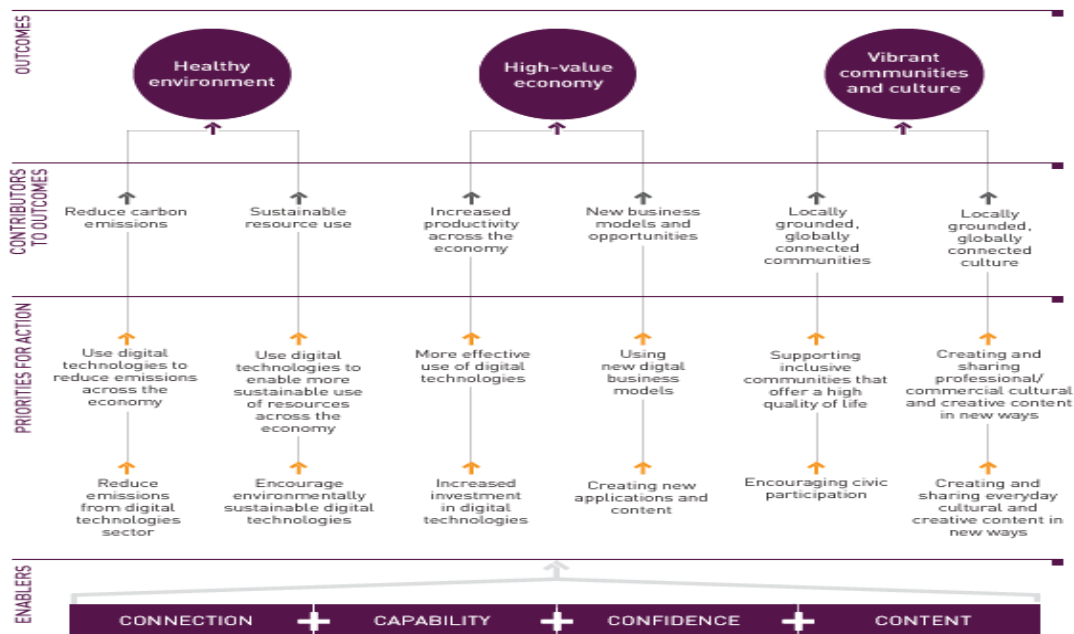 OUTCOMES
Healthy
environment
High-value
economy
Vibrant
communities
and culture
CONTRIBUTORS
TO OUTCOMES
Reduce carbon
emissions
Sustainable
resource use
Increased
productivity
across the
economy
New business
models and
opportunities
Locally
grounded,
globally
connected
communities
Locally
grounded,
globally
connected
culture
PRIORITIES FOR ACTION
Use digital
technologies to
reduce emissions
across the
economy
Use digital
technologies to
enable more
sustainable use
of resources
across the
economy
More effective
use of digital
technologies
Using
new digtal
business
models
Supporting
inclusive
communities that
offer a high
quality of life
Creating and
sharing
professional/
commercial cultural
and creative content
in new ways
Reduce
emissions
from digital
technologies
sector
Encourage
environmentally
sustainable digital
technologies
Increased
investment
in digital
technologies
Creating new
applications and
content
Encouraging civic
participation
Creating and
sharing everyday
cultural and
creative content in
new ways
ENABLERS
CONNECTION + CAPABILITY + CONFIDENCE + CONTENT